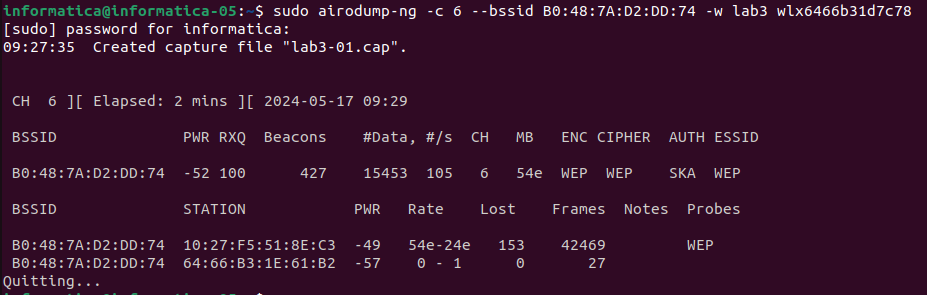 informatica@informatica-05:~$ sudo airodump-ng -c 6 --bssid B0:48:7A:D2:DD:74 -w lab3 wlx6466b31d7c78
[sudo] password for informatica:
09:27:35  Created capture file "lab3-01.cap".
CH  6 ][ Elapsed: 2 mins ][ 2024-05-17 09:29
BSSID              PWR RXQ  Beacons    #Data, #/s  CH   MB   ENC CIPHER  AUTH ESSID
B0:48:7A:D2:DD:74  -52 100      427    15453  105   6   54e  WEP  WEP    SKA  WEP
BSSID              STATION            PWR   Rate    Lost    Frames  Notes  Probes
B0:48:7A:D2:DD:74  10:27:F5:51:8E:C3  -49   54e-24e   153    42469         WEP
B0:48:7A:D2:DD:74  64:66:B3:1E:61:B2  -57    0 - 1      0       27
Quitting...